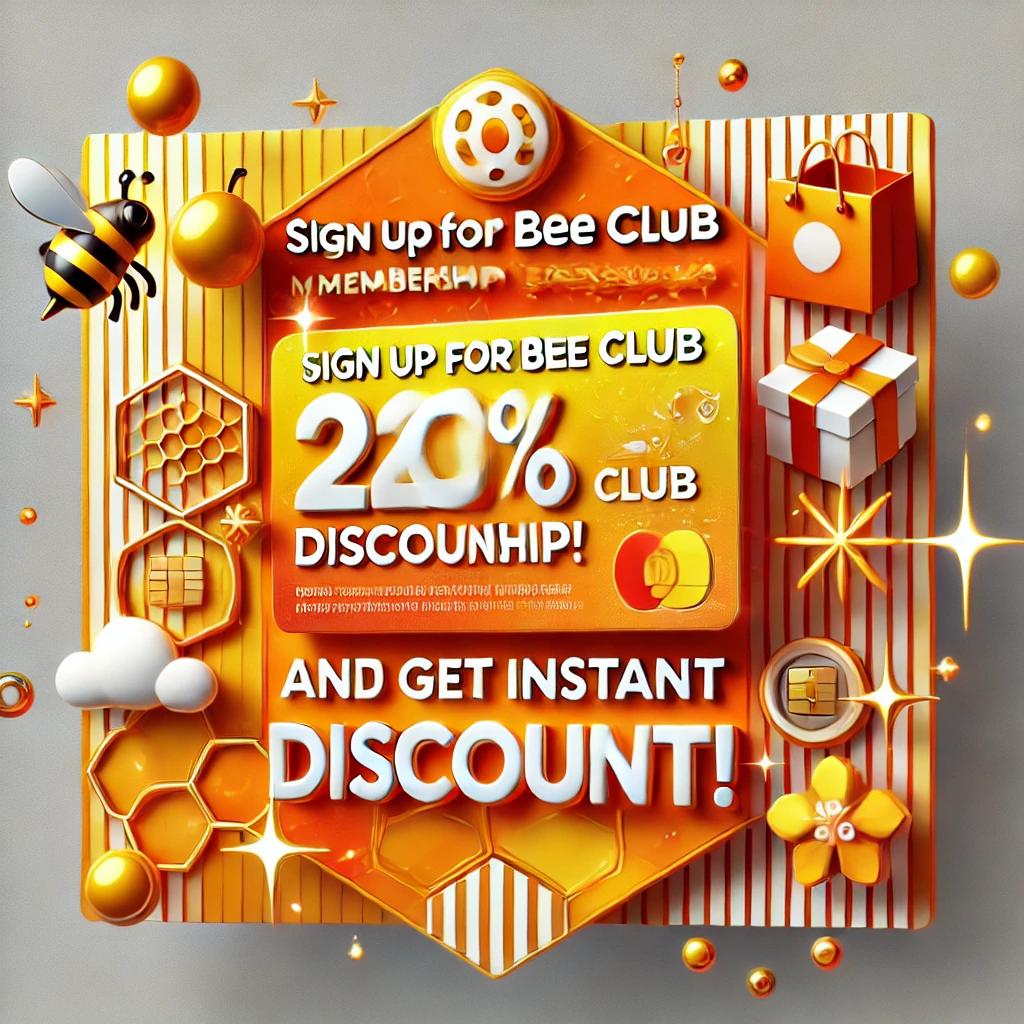 Sign Up for Bee CLUB
MEMBERSHIP
SIGN UP FOR BEE CLUB
220%
CLUB
DISCOUNHIP!
AND GET INSTANT
DISCOUNT!